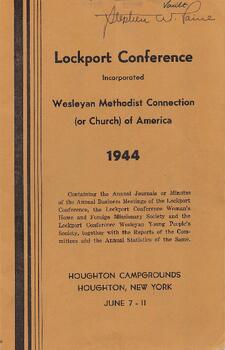 Vault
Stephen W. Paine
Lockport Conference
Incorporated
Wesleyan Methodist Connection
(or Church) of America
1944
Containing the Annual Journals or Minutes
of the Annual Business Meetings of the Lockport
Conference, the Lockport Conference Woman's
Home and Foreign Missionary Society and the
Lockport Conference Wesleyan Young People's
Society, together with the Reports of the Com-
mittees and the Annual Statistics of the Same.
HOUGHTON CAMPGROUNDS
HOUGHTON, NEW YORK
JUNE 7 - 11